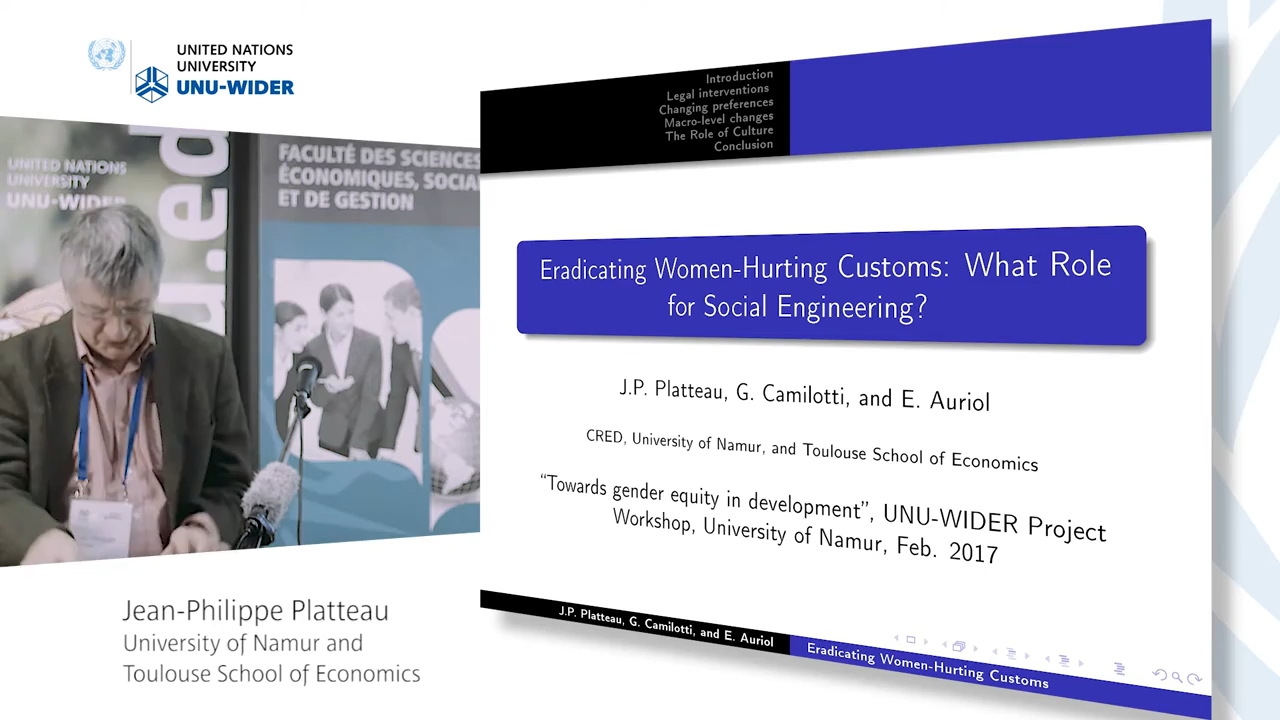 UNITED NATIONS
UNIVERSITY
UNU-WIDER
UNITED NATIONS
UNIVERSITY
UNU-WIDER
u.ed
FACULTÉ DES SCIENCES
ÉCONOMIQUES, SOCIA
ET DE GESTION
Introduction
Legal interventions
Changing preferences
Macro-level changes
The Role of Culture
Conclusion
Eradicating Women-Hurting Customs: What Role
for Social Engineering?
J.P. Platteau, G. Camilotti, and E. Auriol
CRED, University of Namur, and Toulouse School of Economics
“Towards gender equity in development”, UNU-WIDER Project
Workshop, University of Namur, Feb. 2017
J.P. Platteau, G. Camilotti, and E. Auriol
Eradicating Women-Hurting Customs
Jean-Philippe Platteau
University of Namur and
Toulouse School of Economics